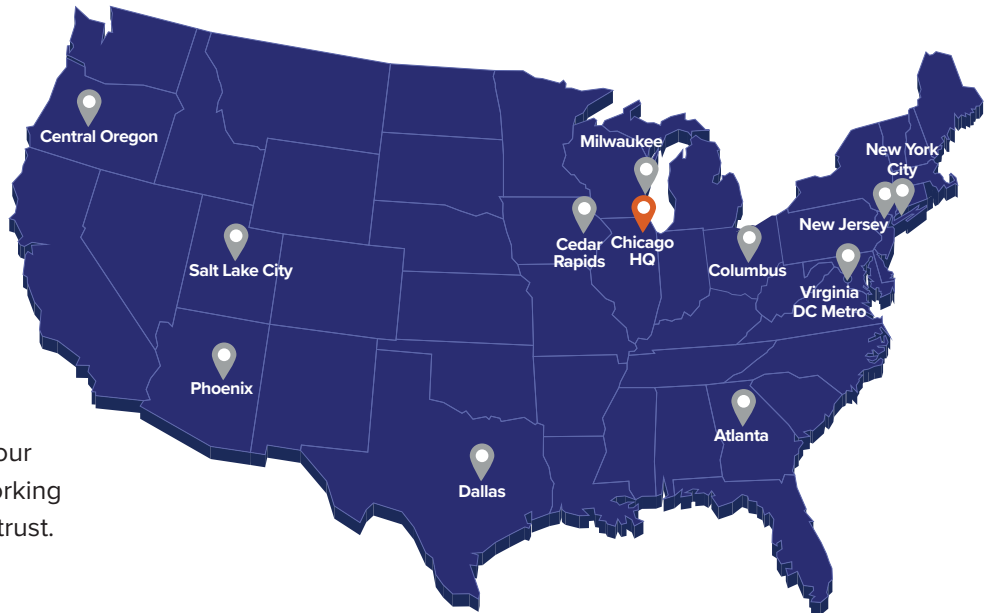 Central Oregon
Milwaukee
New York
City
New Jersey
Cedar
Rapids
Chicago
HQ
Columbus
Salt Lake City
Virginia
DC Metro
Phoenix
Atlanta
Dallas
our
orking
trust.